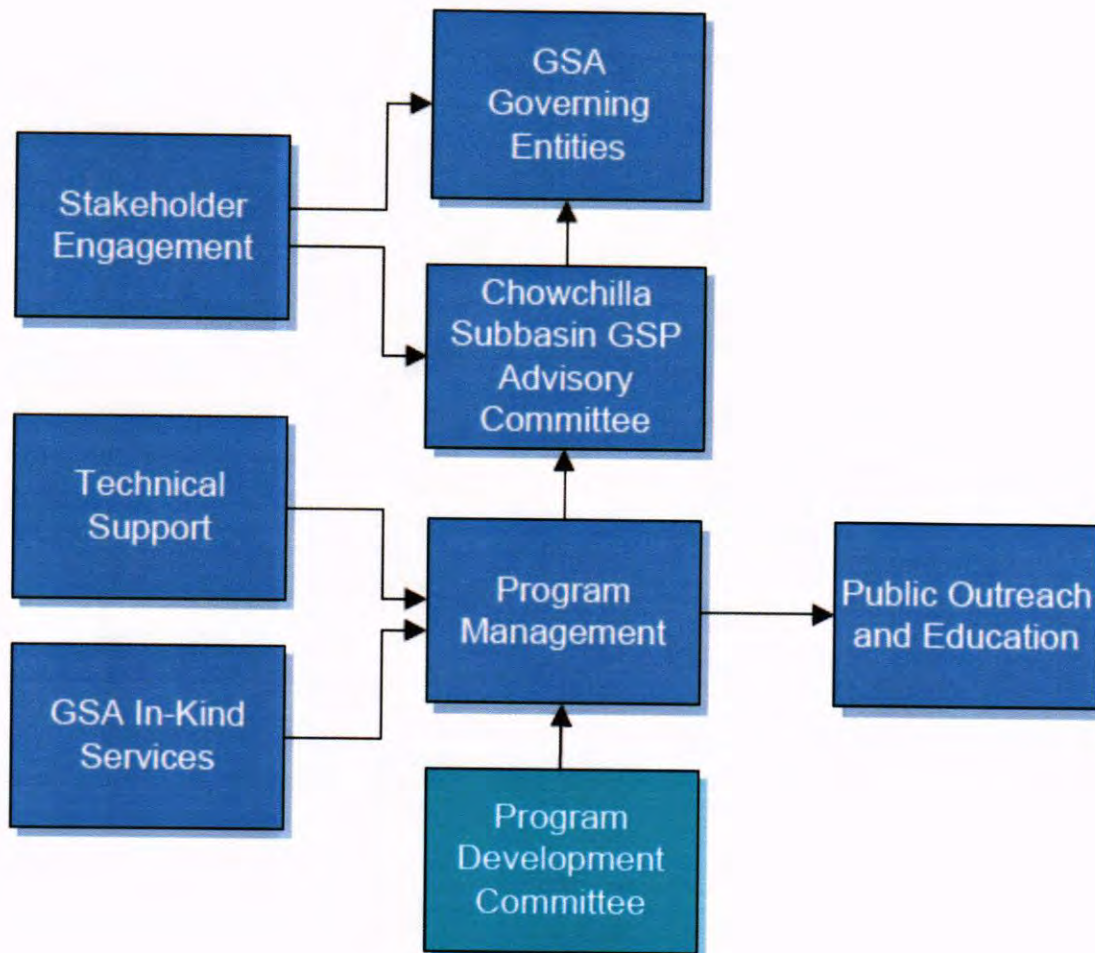 GSA
Governing
Entities
Stakeholder
Engagement
Chowchilla
Subbasin GSP
Advisory
Committee
Technical
Support
Program
Management
Public Outreach
and Education
GSA In-Kind
Services
Program
Development
Committee